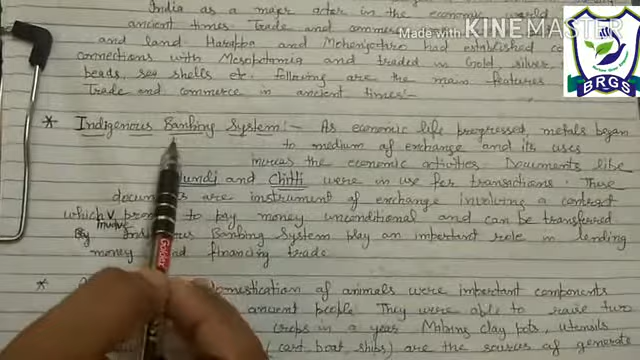 India as a major actor in the economic world
ancient times Trade and
and land Harappa and Mohenjodaro had established
connections with Mesopotamia and traded in Gold, silver
beads, sea shells etc. following are the main features
Trade and commerce in ancient times:-
* Indigenous Banking System:- As economic life progressed, metals began
to medium of exchange and its uses
increas the economic activities. Documents like
Hundi and Chitti were in use for transactions. These
documents are instrument of exchange involving a contract
which involve to pay money unconditional and can be transferred
By Banking System play an important role in lending
money and financing trade
* Domestication of animals were important components
ancient people They were able to raise two
crops in a year. Making clay pots, utensils
(cart boat ships) are the sources of generate
Made with KINEMASTER
BRGS
Goldex